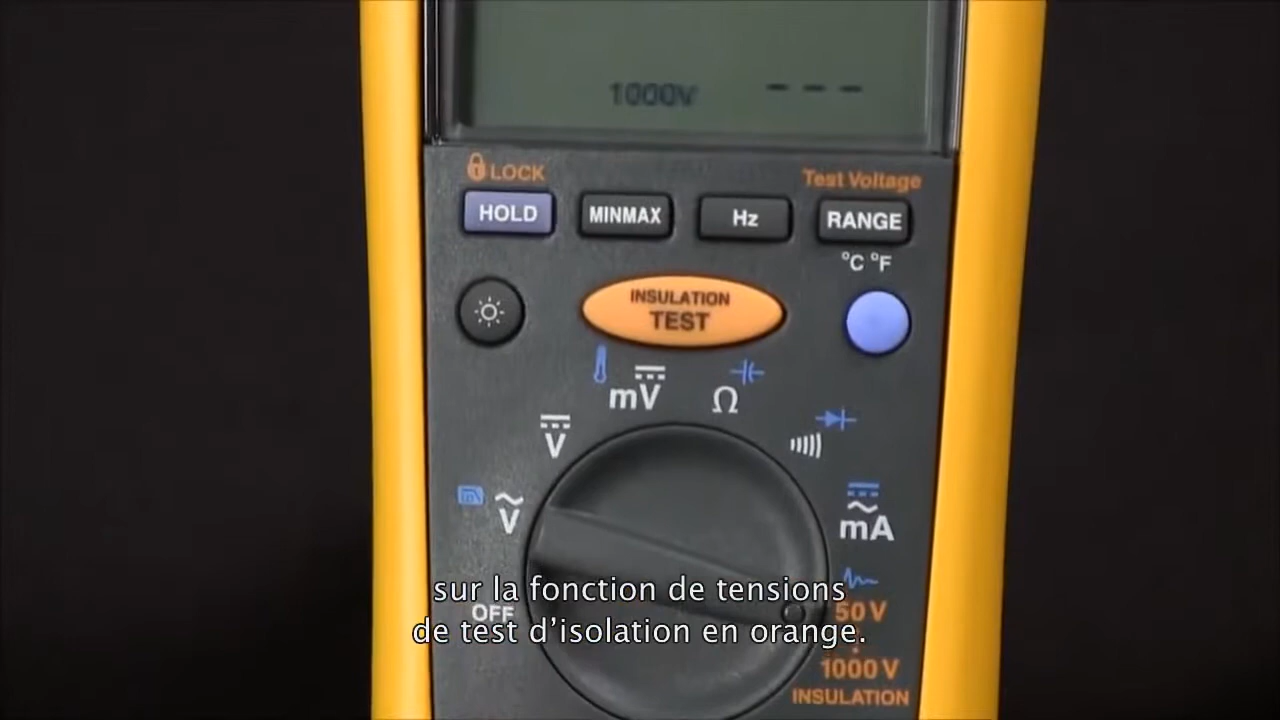 1000V - - -
LOCK
Test Voltage
HOLD
MINMAX
Hz
RANGE
°C °F
INSULATION
TEST
mV
Ω
V
V
mA
OFF
50 V
1000 V
INSULATION
sur la fonction de tensions
de test d’isolation en orange.